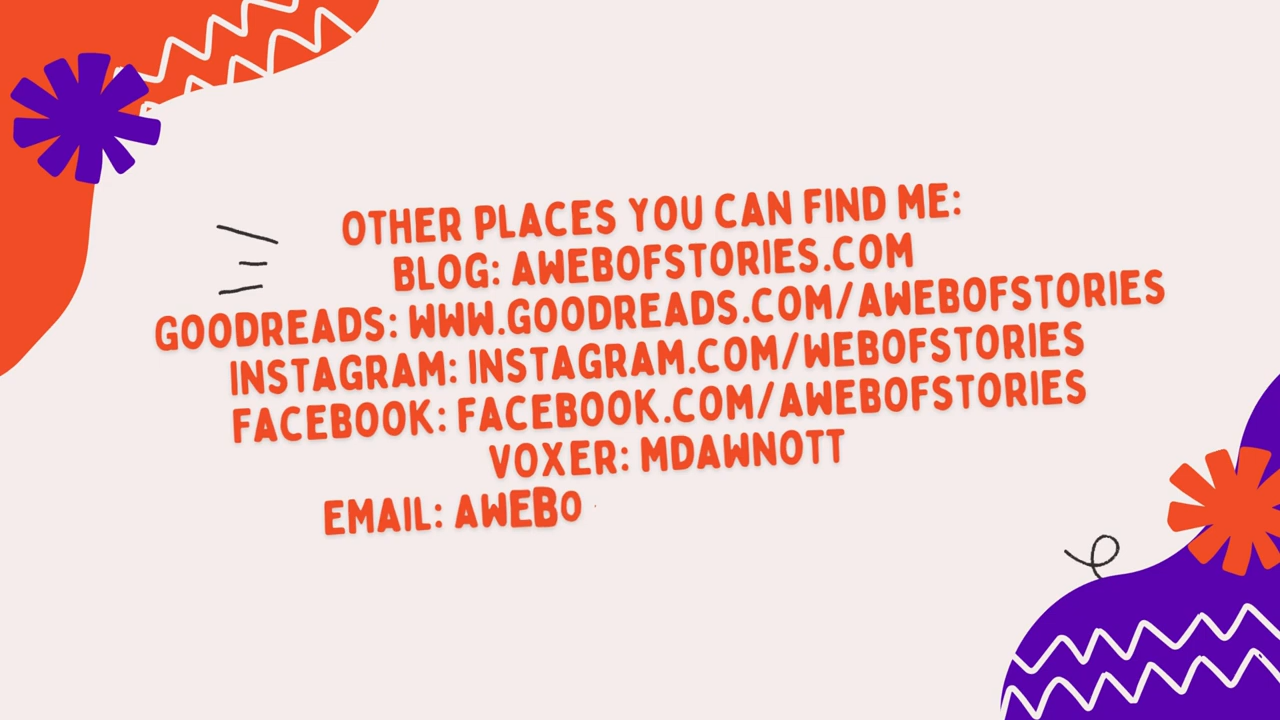 OTHER PLACES YOU CAN FIND ME:
BLOG: AWEBOFSTORIES.COM
GOODREADS: WWW.GOODREADS.COM/AWEBOFSTORIES
INSTAGRAM: INSTAGRAM.COM/WEBOFSTORIES
FACEBOOK: FACEBOOK.COM/AWEBOFSTORIES
VOXER: MDAWNOTT
EMAIL: AWEBO